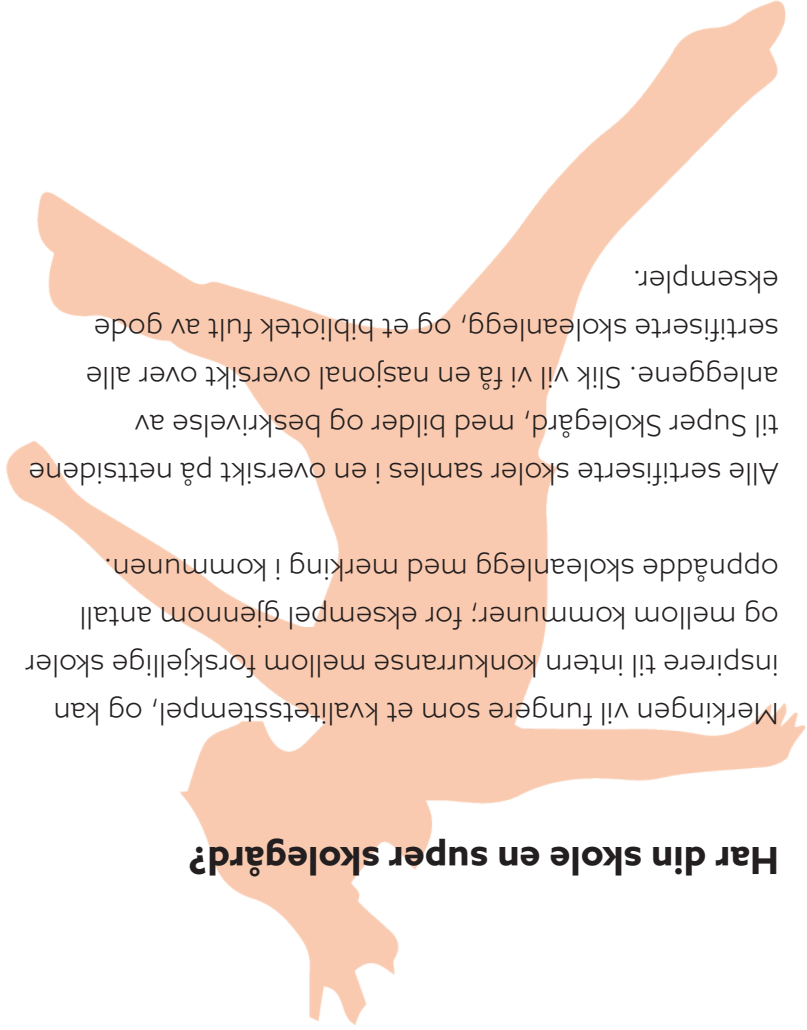 Har din skole en super skolegård?
Merkingen vil fungere som et kvalitetsstempel, og kan
inspirere til intern konkurranse mellom forskjellige skoler
og mellom kommuner; for eksempel gjennom antall
oppnådde skoleanlegg med merking i kommunen.
Alle sertifiserte skoler samles i en oversikt på nettsidene
til Super Skolegård, med bilder og beskrivelse av
anleggene. Slik vil vi få en nasjonal oversikt over alle
sertifiserte skoleanlegg, og et bibliotek fult av gode
eksempler.